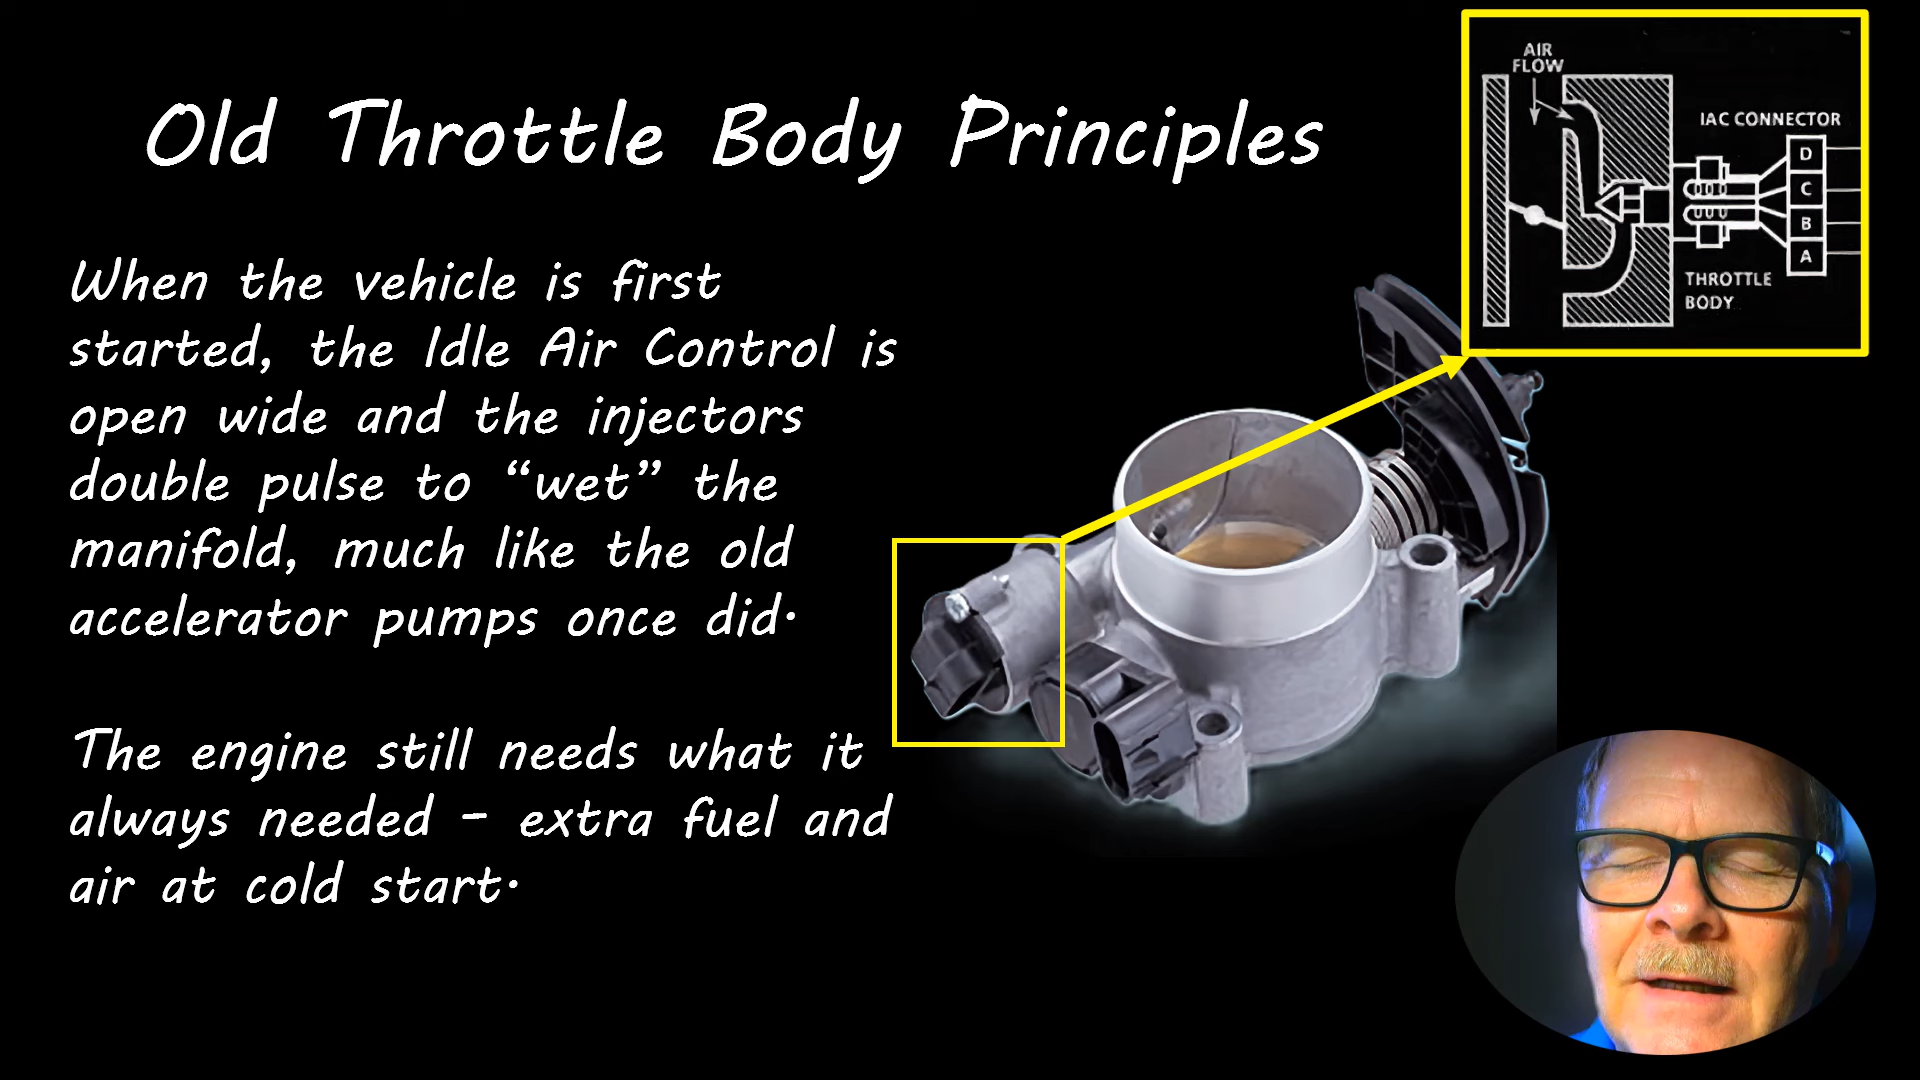 Old Throttle Body Principles
When the vehicle is first
started, the Idle Air Control is
open wide and the injectors
double pulse to “wet” the
manifold, much like the old
accelerator pumps once did.
The engine still needs what it
always needed – extra fuel and
air at cold start.
AIR
FLOW
IAC CONNECTOR
D
C
B
A
THROTTLE
BODY